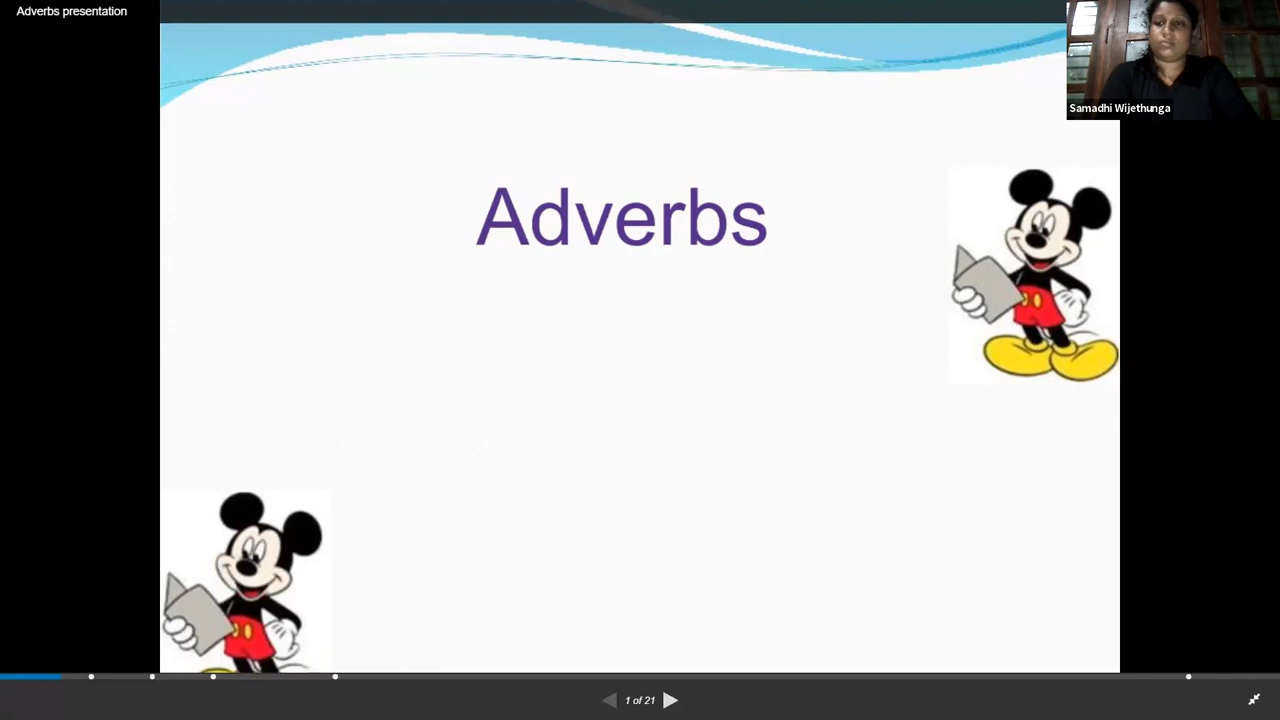 Adverbs presentation
Samadhi Wijethunga
Adverbs
1 of 21